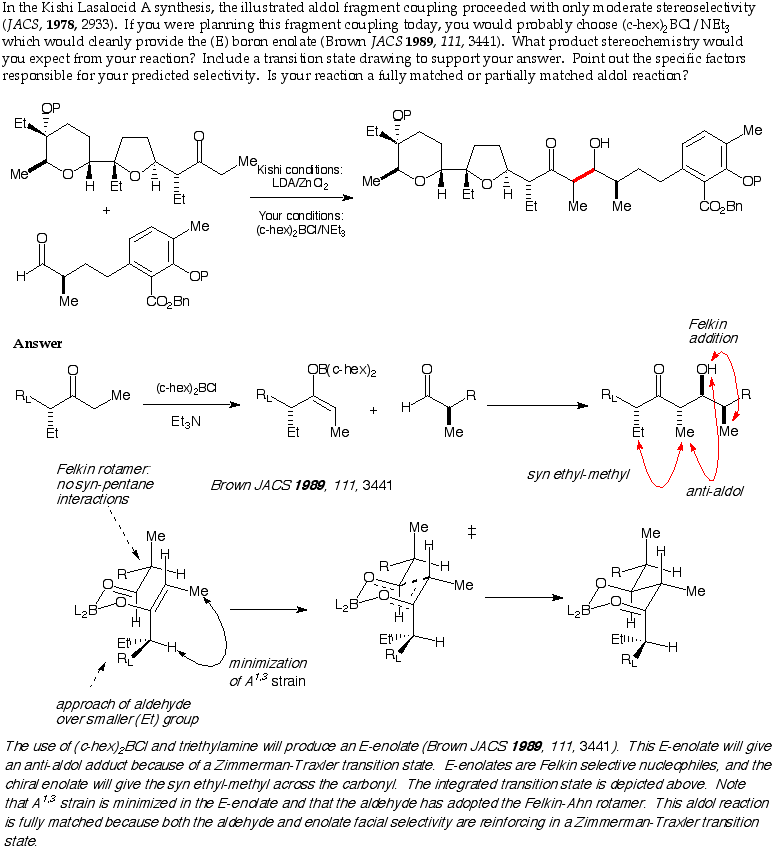 In the Kishi Lasalocid A synthesis, the illustrated aldol fragment coupling proceeded with only moderate stereoselectivity
(JACS, 1978, 2933). If you were planning this fragment coupling today, you would probably choose (c-hex)2 BCl / NEt3
which would cleanly provide the (E) boron enolate (Brown JACS 1989, 111, 3441). What product stereochemistry would
you expect from your reaction? Include a transition state drawing to support your answer. Point out the specific factors
responsible for your predicted selectivity. Is your reaction a fully matched or partially matched aldol reaction?
OP
Et
O
Me
O
H
Et
O
H
Et
Me
+
Kishi conditions:
LDA/ZnCl2
Your conditions:
(c-hex)2BCl/NEt3
OP
Et
O
OH
Me
Me
O
H
Et
O
H
Et
Me
Me
OP
CO2Bn
O
H
Me
Me
OP
CO2Bn
Answer
RL
O
Me
Et
(c-hex)2BCl
Et3N
OB(c-hex)2
RL
Et
Me
+
O
H
R
Me
Felkin
addition
RL
O
OH
R
Et
Me
Me
syn ethyl-methyl
anti-aldol
Brown JACS 1989, 111, 3441
Felkin rotamer:
no syn-pentane
interactions
Me
H
R
H
O
Me
L2B
O
H
Et
H
RL
minimization
of A1,3 strain
approach of aldehyde
over smaller (Et) group
Me
H
‡
R
H
O
Me
L2B
O
H
Et
H
RL
Me
H
R
H
O
Me
L2B
O
H
Et
H
RL
The use of (c-hex)2BCl and triethylamine will produce an E-enolate (Brown JACS 1989, 111, 3441). This E-enolate will give
an anti-aldol adduct because of a Zimmerman-Traxler transition state. E-enolates are Felkin selective nucleophiles, and the
chiral enolate will give the syn ethyl-methyl across the carbonyl. The integrated transition state is depicted above. Note
that A1,3 strain is minimized in the E-enolate and that the aldehyde has adopted the Felkin-Ahn rotamer. This aldol reaction
is fully matched because both the aldehyde and enolate facial selectivity are reinforcing in a Zimmerman-Traxler transition
state.